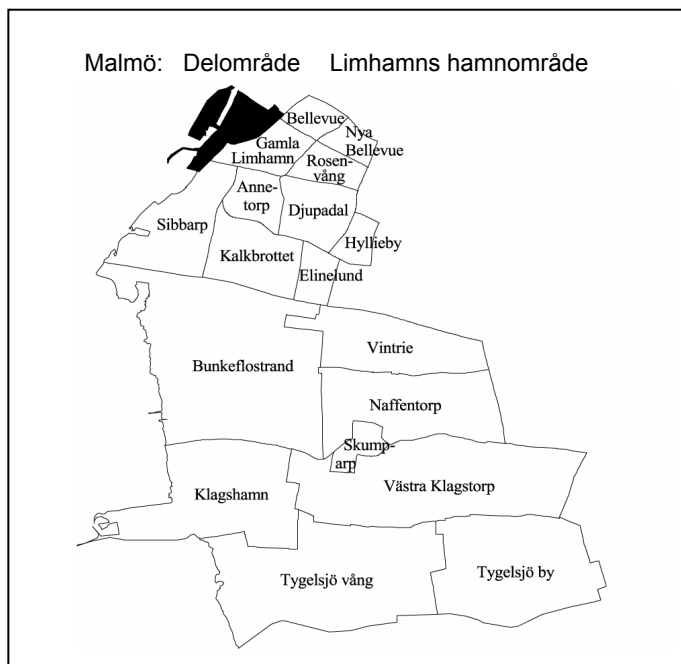 Malmö: Delområde Limhamns hamnområde
Bellevue
Nya
Bellevue
Gamla
Limhamn
Rosen-
vång
Anne-
torp
Djupadal
Sibbarp
Hyllieby
Kalkbrottet
Elinelund
Vintrie
Bunkeflostrand
Naffentorp
Skump-
arp
Västra Klagstorp
Klagshamn
Tygelsjö vång
Tygelsjö by